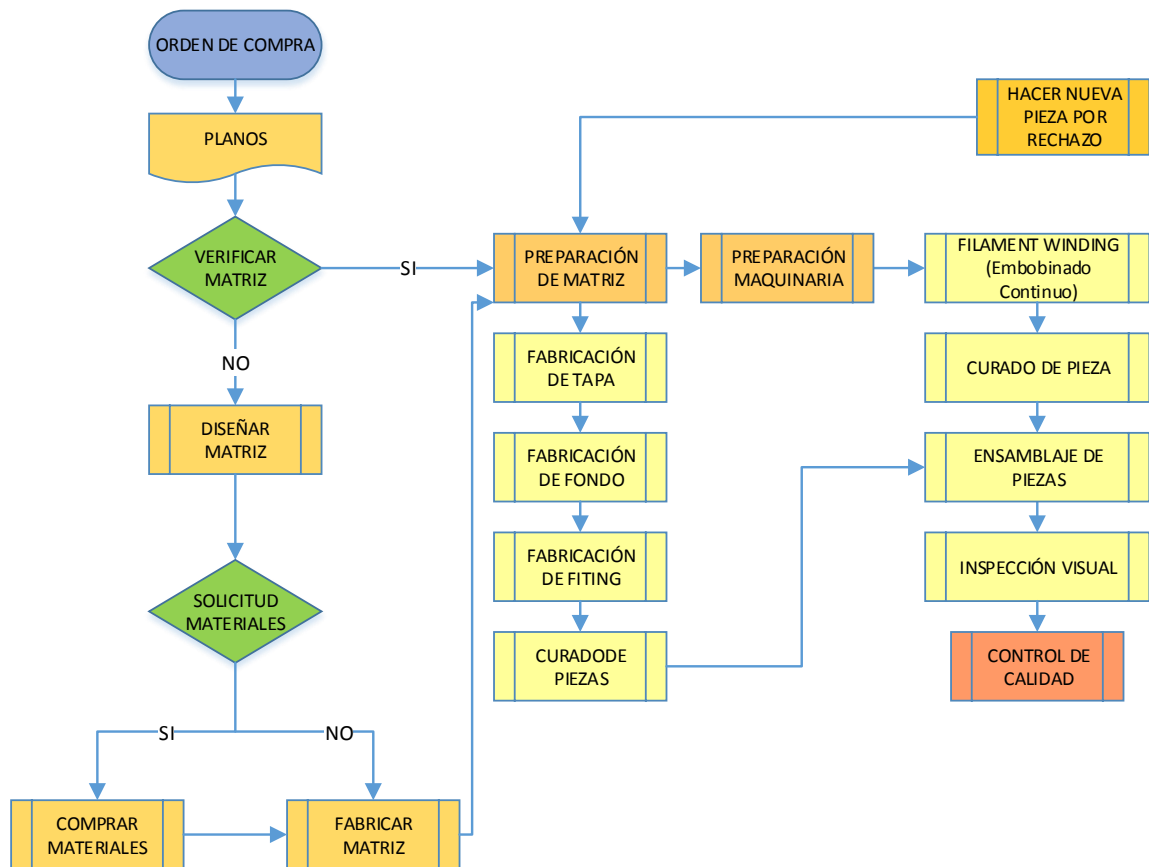 ORDEN DE COMPRA
PLANOS
VERIFICAR
MATRIZ
SI
NO
DISEÑAR
MATRIZ
SOLICITUD
MATERIALES
SI
NO
COMPRAR
MATERIALES
FABRICAR
MATRIZ
HACER NUEVA
PIEZA POR
RECHAZO
PREPARACIÓN
DE MATRIZ
PREPARACIÓN
MAQUINARIA
FABRICACIÓN
DE TAPA
FABRICACIÓN
DE FONDO
FABRICACIÓN
DE FITING
CURADODE
PIEZAS
FILAMENT WINDING
(Embobinado
Continuo)
CURADO DE PIEZA
ENSAMBLAJE DE
PIEZAS
INSPECCIÓN VISUAL
CONTROL DE
CALIDAD